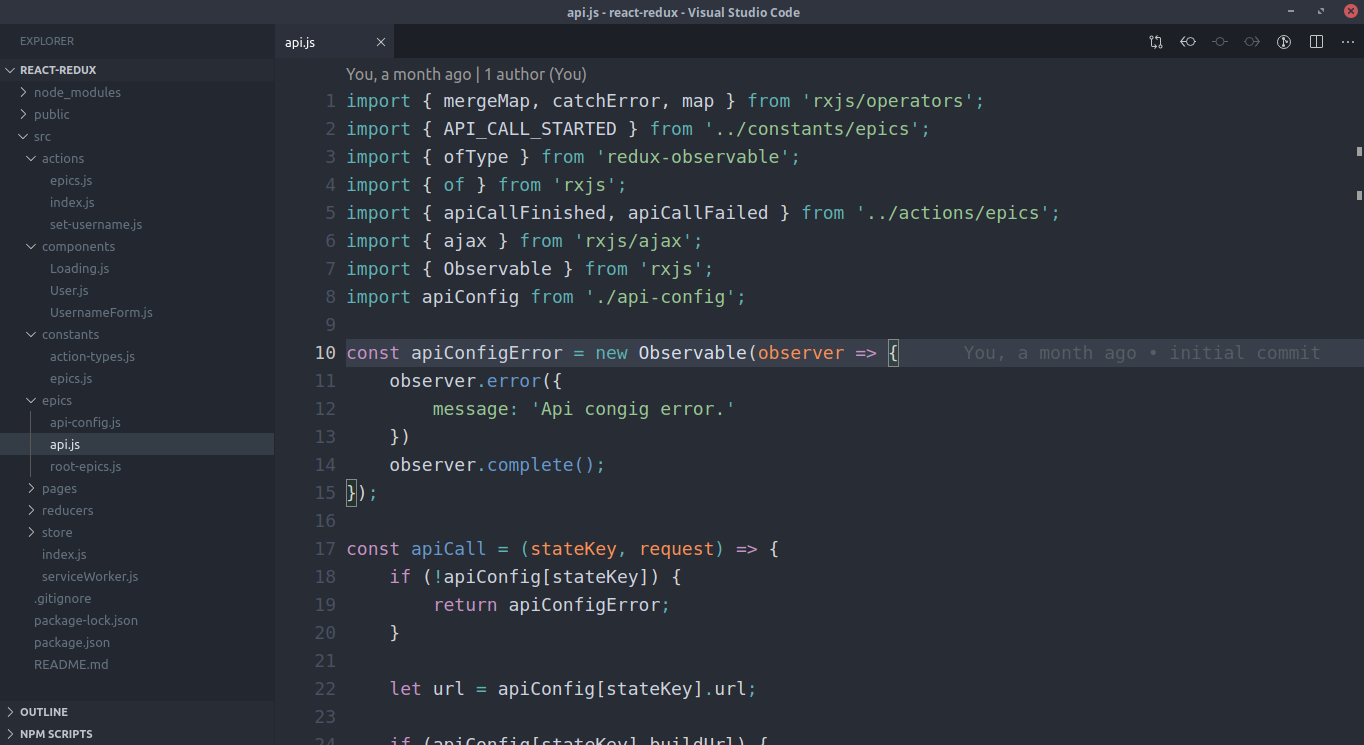 api.js - react-redux - Visual Studio Code
EXPLORER
REACT-REDUX
node_modules
public
src
actions
epics.js
index.js
set-username.js
components
Loading.js
User.js
UsernameForm.js
constants
action-types.js
epics.js
epics
api-config.js
api.js
root-epics.js
pages
reducers
store
index.js
serviceWorker.js
.gitignore
package-lock.json
package.json
README.md
OUTLINE
NPM SCRIPTS
api.js
You, a month ago | 1 author (You)
1 import { mergeMap, catchError, map } from 'rxjs/operators';
2 import { API_CALL_STARTED } from '../constants/epics';
3 import { ofType } from 'redux-observable';
4 import { of } from 'rxjs';
5 import { apiCallFinished, apiCallFailed } from '../actions/epics';
6 import { ajax } from 'rxjs/ajax';
7 import { Observable } from 'rxjs';
8 import apiConfig from './api-config';
9
10 const apiConfigError = new Observable(observer => { You, a month ago • initial commit
11     observer.error({
12         message: 'Api congig error.'
13     })
14     observer.complete();
15 });
16
17 const apiCall = (stateKey, request) => {
18     if (!apiConfig[stateKey]) {
19         return apiConfigError;
20     }
21
22     let url = apiConfig[stateKey].url;
23
24     if (apiConfig[stateKey].buildUrl) {